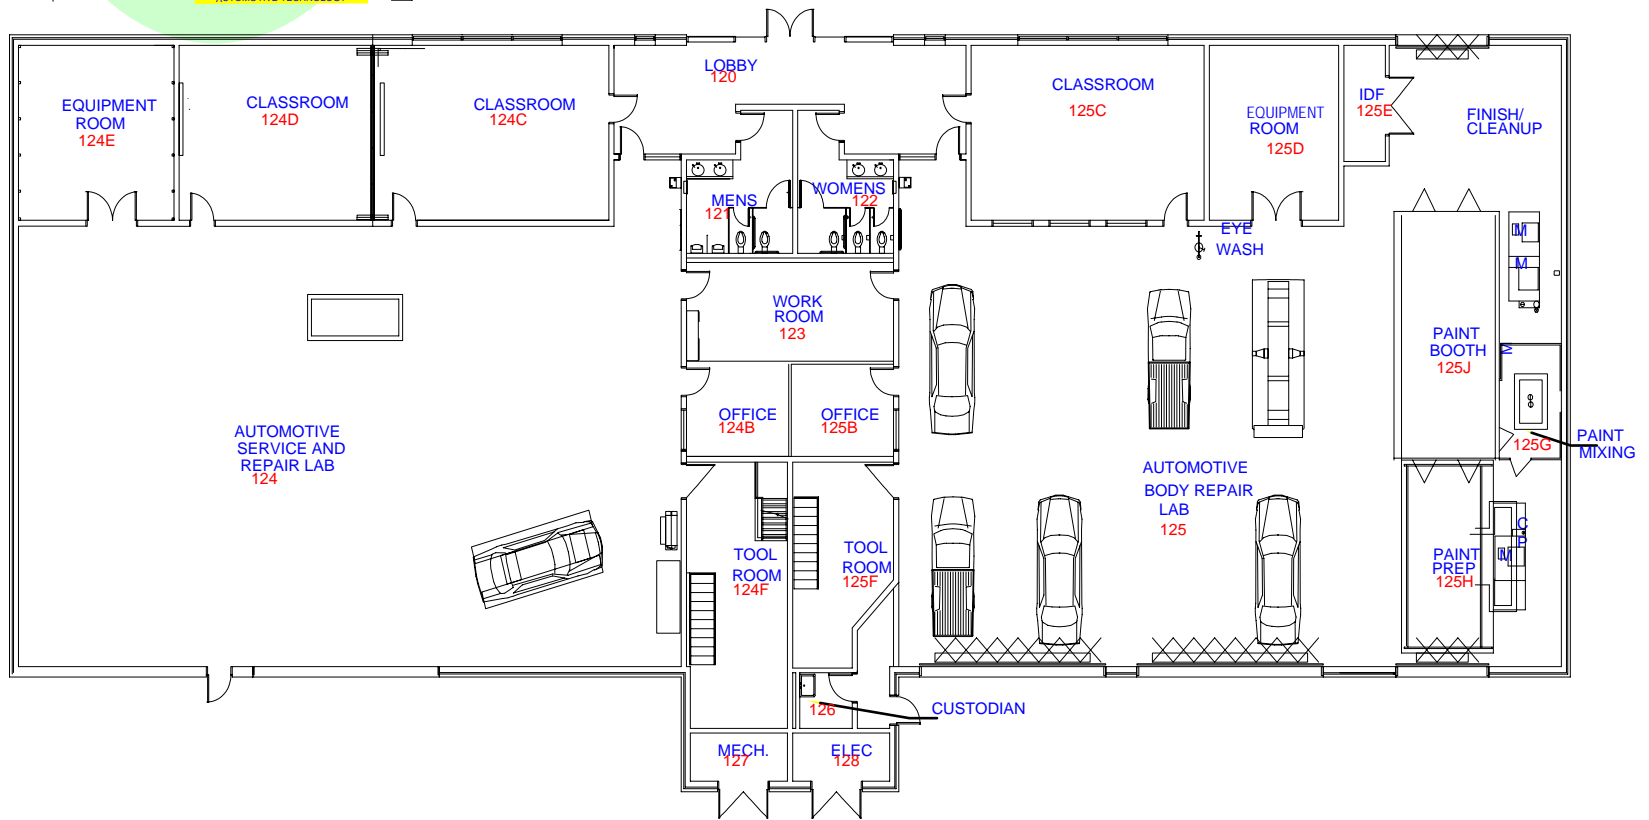 AUTOMOTIVE TECHNOLOGY
LOBBY
120
EQUIPMENT
ROOM
124E
CLASSROOM
124D
CLASSROOM
124C
CLASSROOM
125C
EQUIPMENT
ROOM
125D
IDF
125E
FINISH/
CLEANUP
MENS
121
WOMENS
122
EYE
WASH
M
M
WORK
ROOM
123
PAINT
BOOTH
125J
M
OFFICE
124B
OFFICE
125B
AUTOMOTIVE
SERVICE AND
REPAIR LAB
124
AUTOMOTIVE
BODY REPAIR
LAB
125
125G
PAINT
MIXING
TOOL
ROOM
124F
TOOL
ROOM
125F
PAINT
PREP
125H
C
P
M
126
CUSTODIAN
MECH.
127
ELEC
128